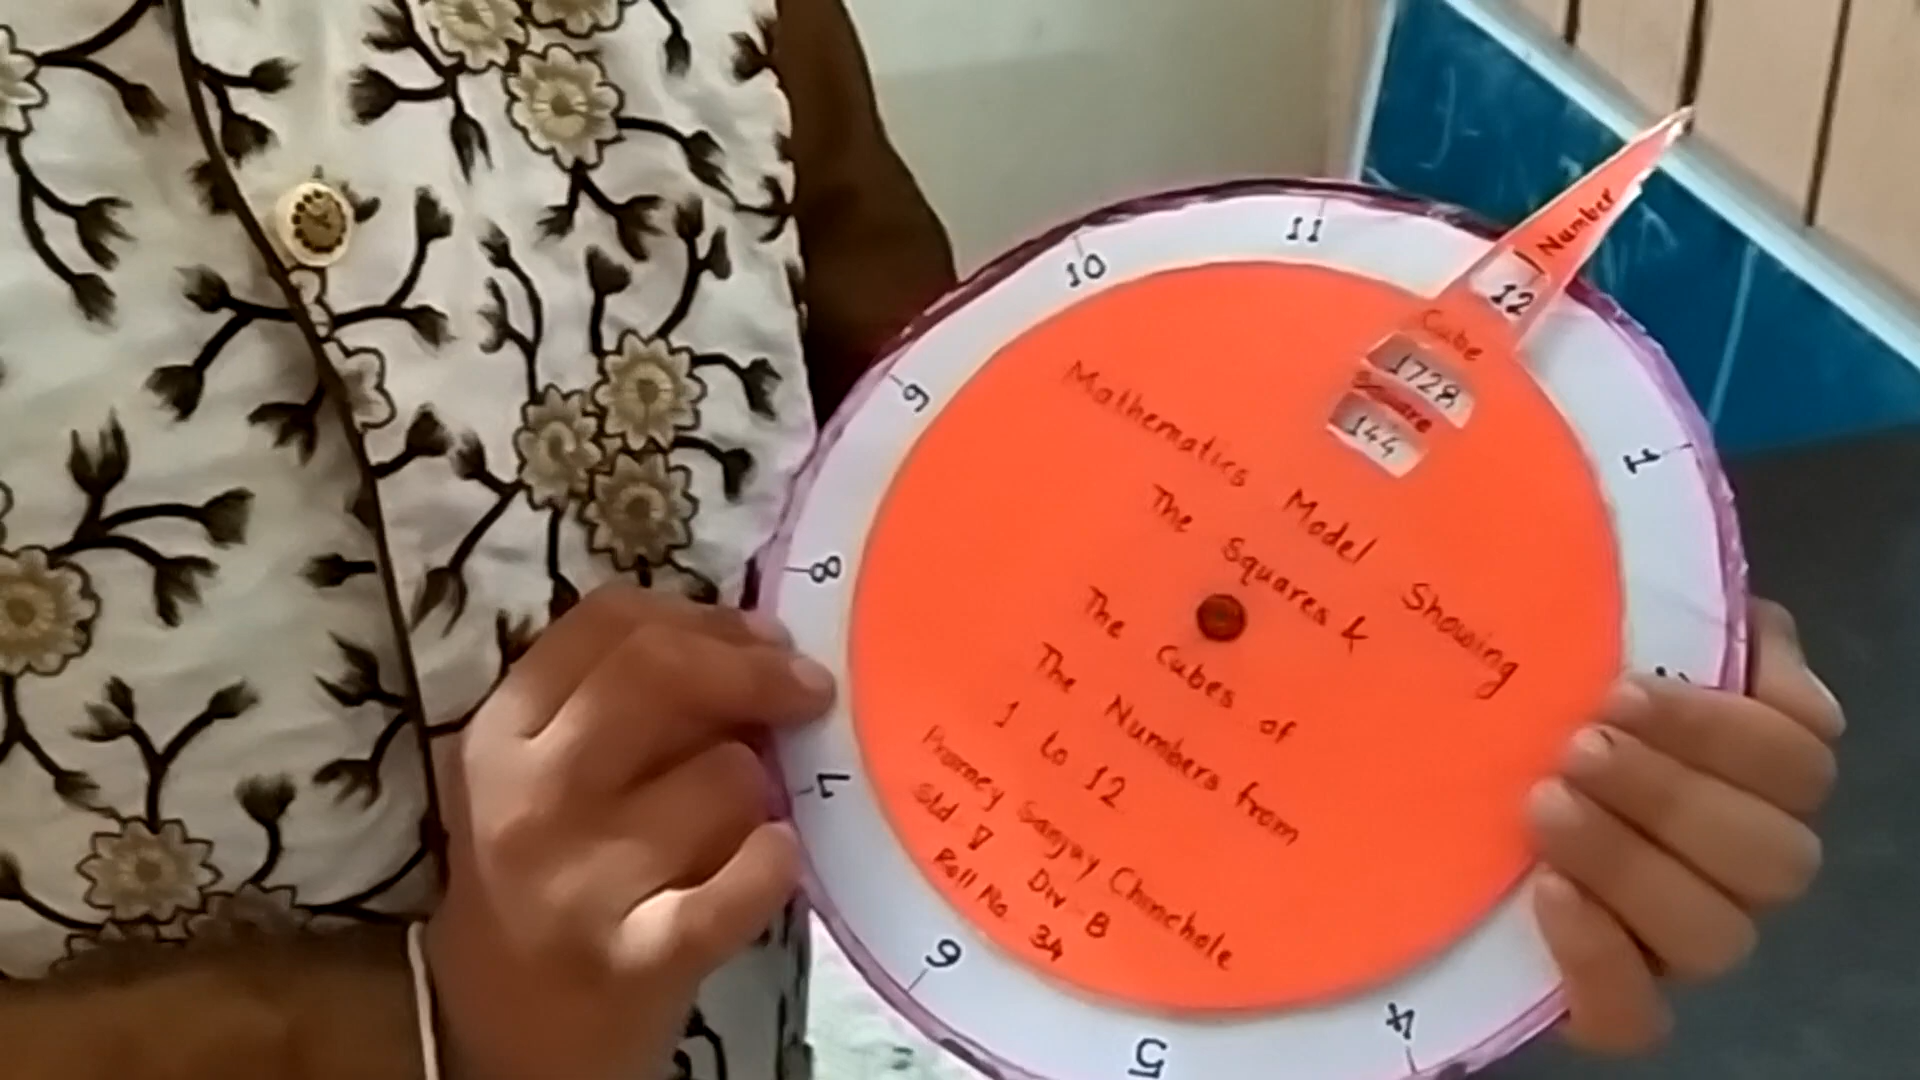 Number
12
Cube
1728
Square
144
Mathematics Model Showing
The Squares &
The Cubes of
The Numbers from
1 to 12
Sanjay Chinchole
Std V Div - B
Roll No. 34
11
10
9
8
7
6
5
4
1